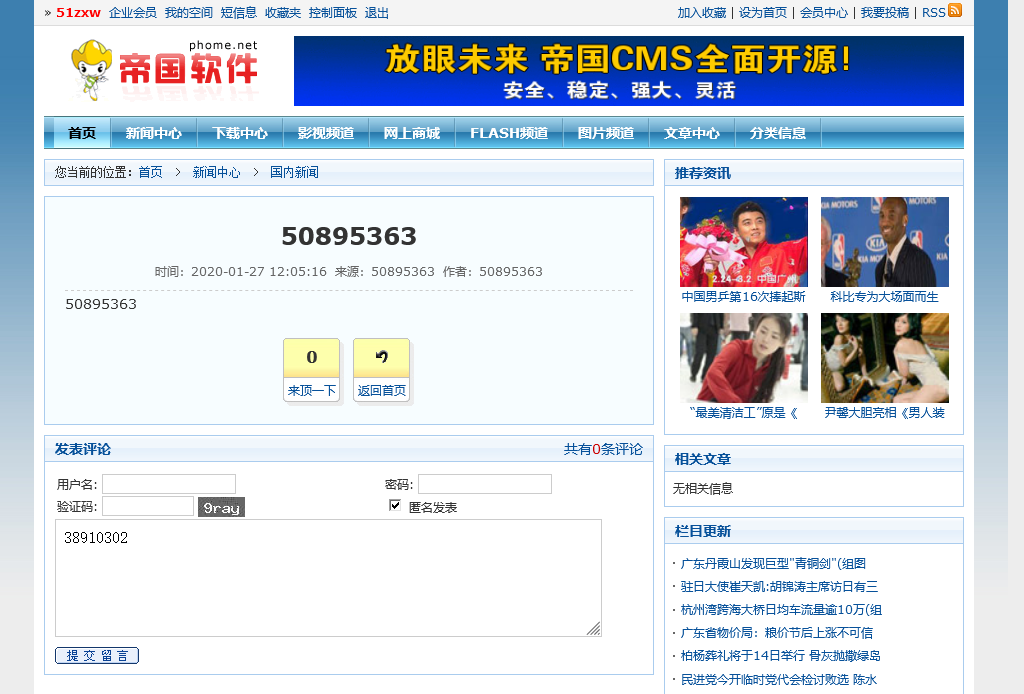 » 51zxw 企业会员 我的空间 短信息 收藏夹 控制面板 退出
加入收藏 | 设为首页 | 会员中心 | 我要投稿 | RSS
phome.net
帝国软件
放眼未来 帝国CMS全面开源!
安全、稳定、强大、灵活
首页 新闻中心 下载中心 影视频道 网上商城 FLASH频道 图片频道 文章中心 分类信息
您当前的位置：首页 > 新闻中心 > 国内新闻
50895363
时间：2020-01-27 12:05:16 来源：50895363 作者：50895363
50895363
0
来顶一下
返回首页
发表评论
共有0条评论
用户名:
密码:
验证码:
9ray
匿名发表
38910302
提 交 留 言
推荐资讯
KIA MOTORS
MOTORS
NBA
KIA
2.24-3.2 中国广州
中国男乒第16次捧起斯
科比专为大场面而生
“最美清洁工”原是《
尹馨大胆亮相《男人装
相关文章
无相关信息
栏目更新
· 广东丹霞山发现巨型"青铜剑"(组图
· 驻日大使崔天凯:胡锦涛主席访日有三
· 杭州湾跨海大桥日均车流量逾10万(组
· 广东省物价局：粮价节后上涨不可信
· 柏杨葬礼将于14日举行 骨灰抛撒绿岛
· 民进党今开临时党代会检讨败选 陈水